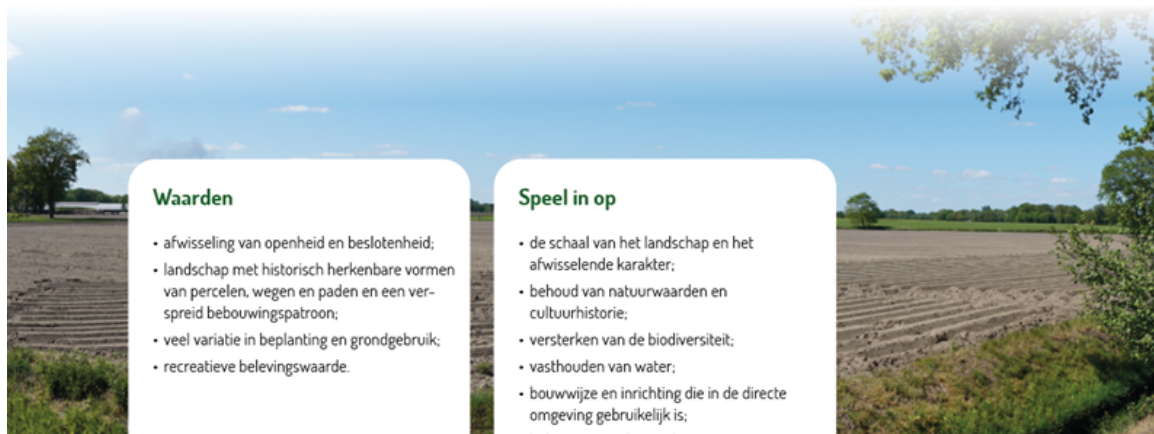 Waarden
• afwisseling van openheid en beslotenheid;
• landschap met historisch herkenbare vormen
van percelen, wegen en paden en een ver-
spreid bebouwingspatroon;
• veel variatie in beplanting en grondgebruik;
• recreatieve belevingswaarde.
Speel in op
• de schaal van het landschap en het
afwisselende karakter;
• behoud van natuurwaarden en
cultuurhistorie;
• versterken van de biodiversiteit;
• vasthouden van water;
• bouwwijze en inrichting die in de directe
omgeving gebruikelijk is;